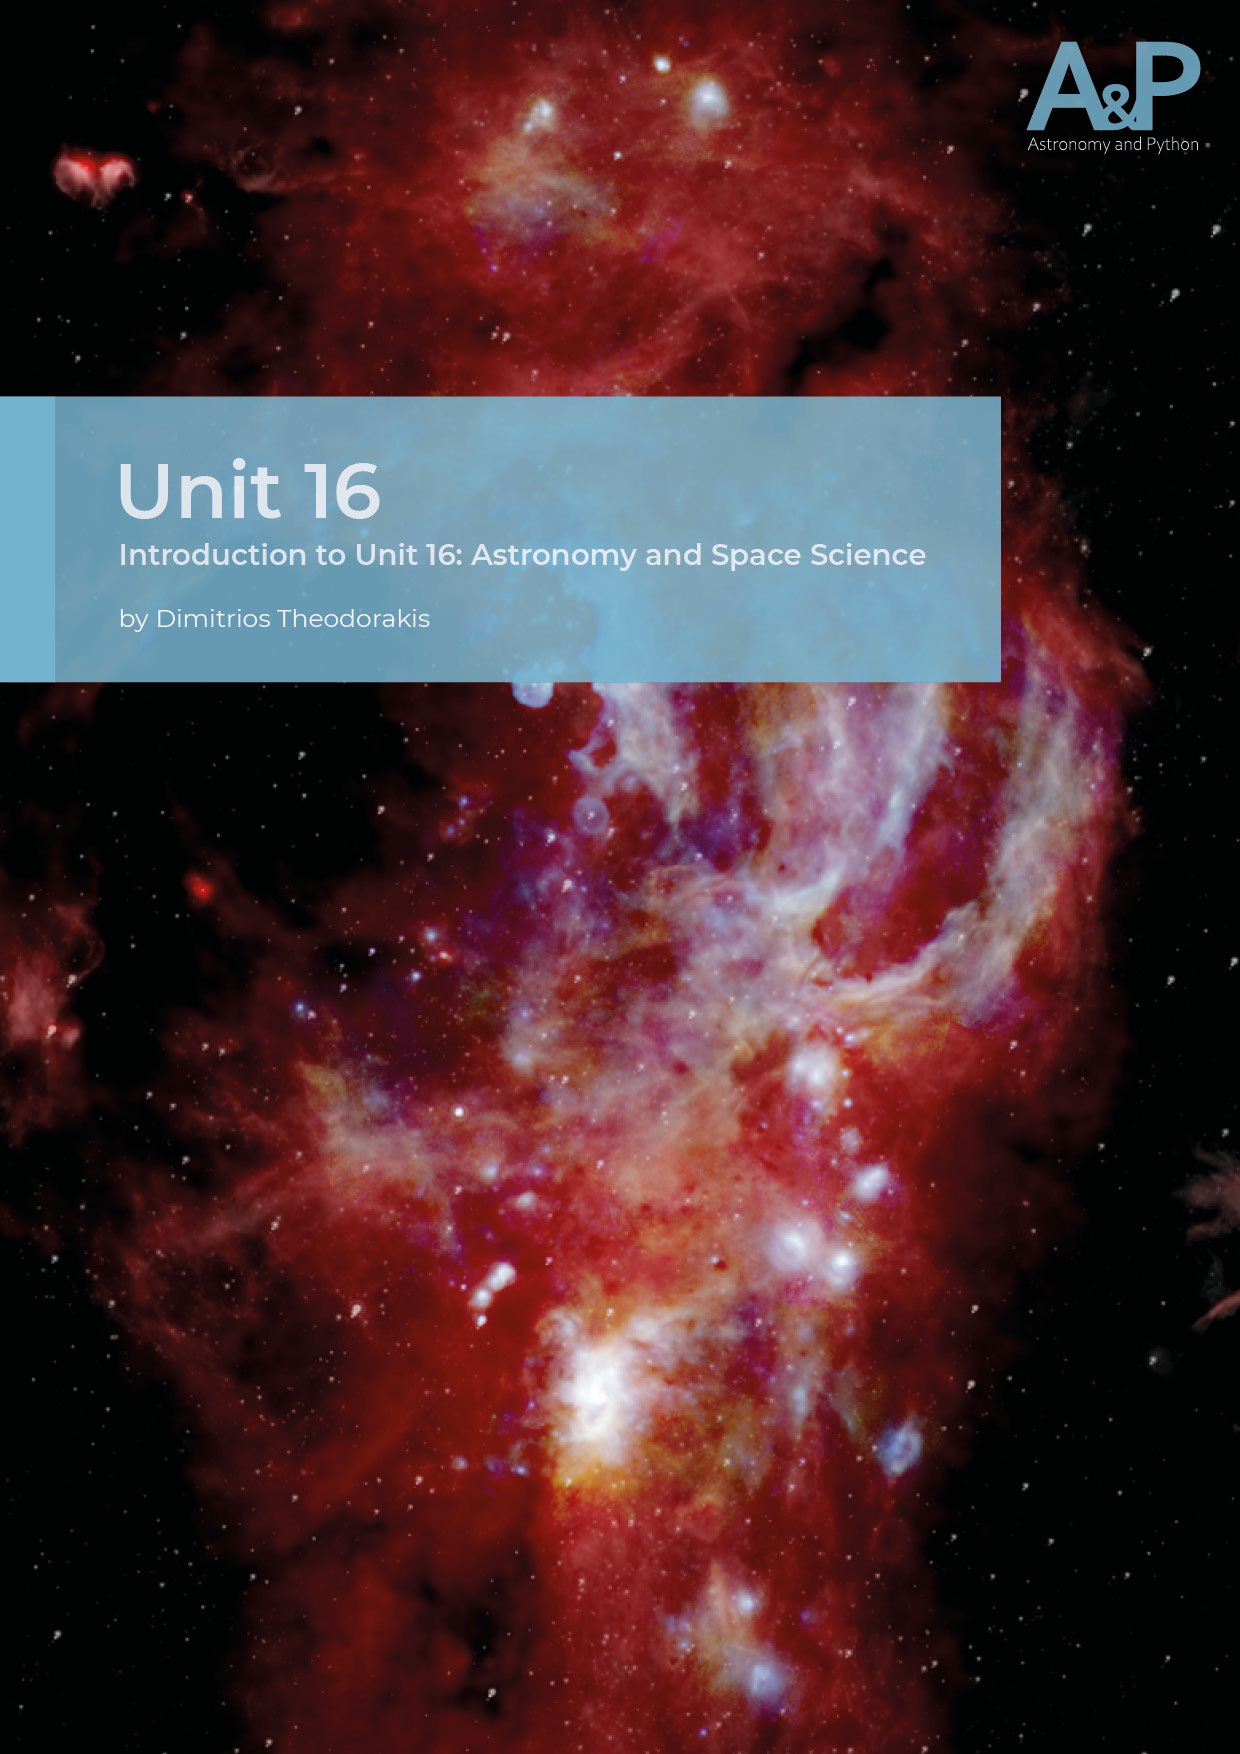 A&P
Astronomy and Python
Unit 16
Introduction to Unit 16: Astronomy and Space Science
by Dimitrios Theodorakis